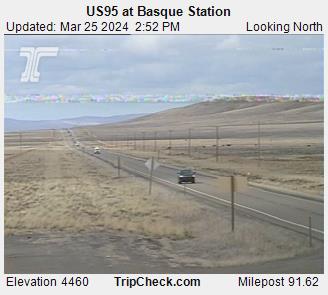 US95 at Basque Station
Updated: Mar 25 2024 2:52 PM Looking North
Elevation 4460 TripCheck.com Milepost 91.62